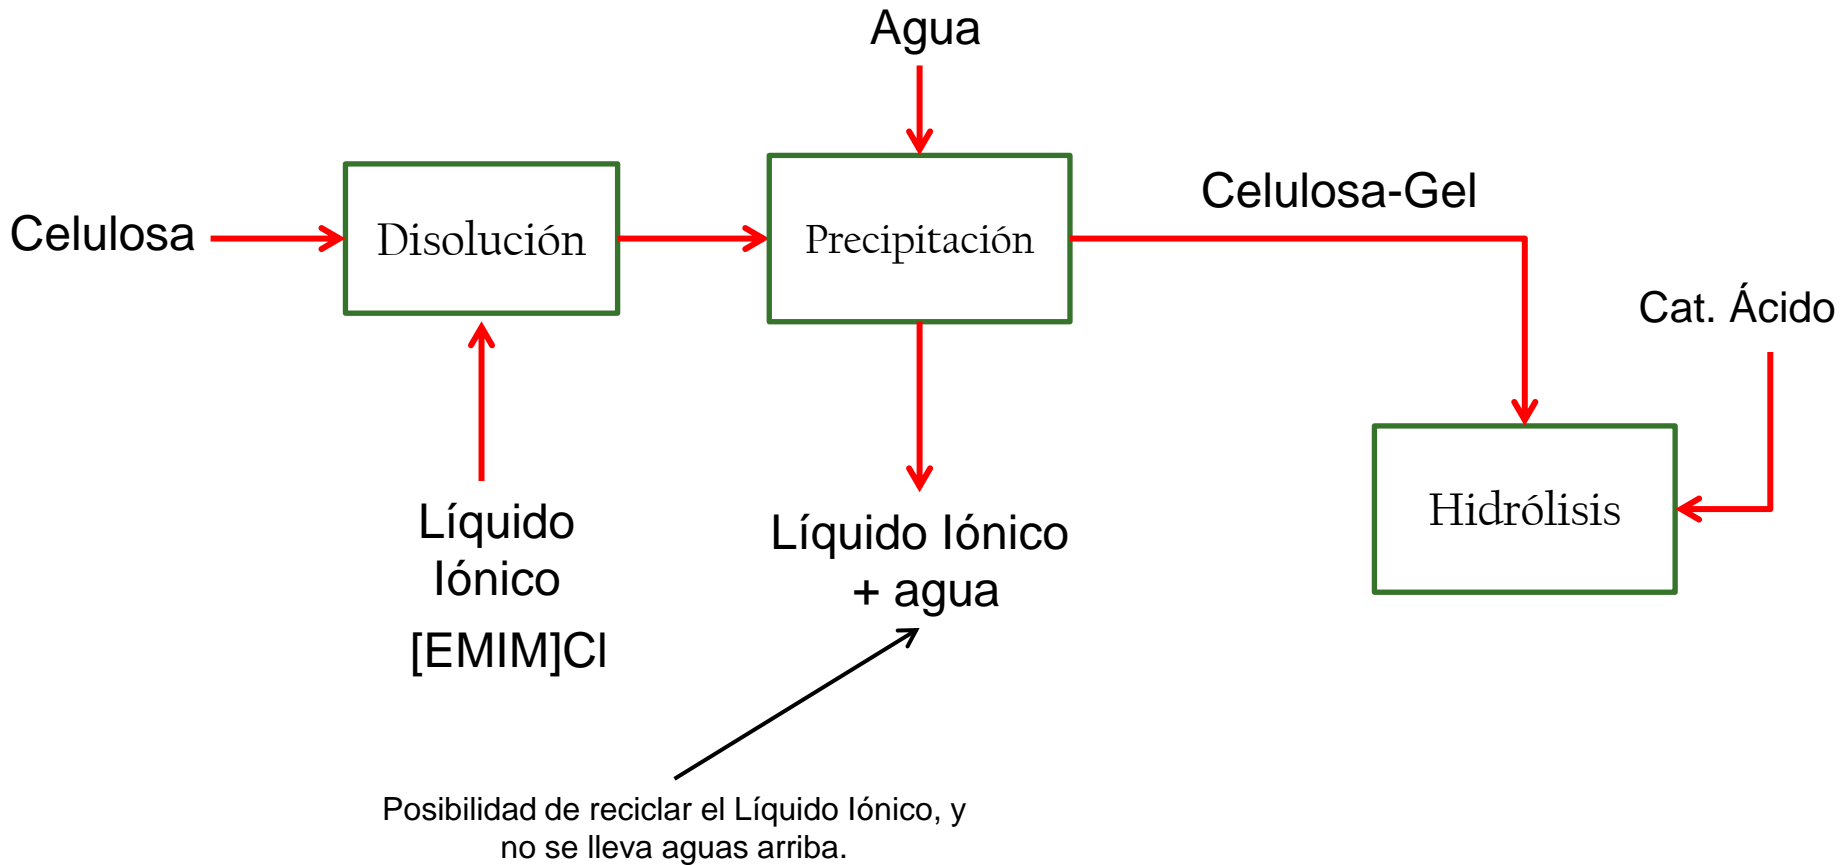 Agua
Celulosa-Gel
Celulosa
Disolución
Precipitación
Cat. Ácido
Líquido
Iónico
[EMIM]Cl
Líquido Iónico
+ agua
Hidrólisis
Posibilidad de reciclar el Líquido Iónico, y
no se lleva aguas arriba.